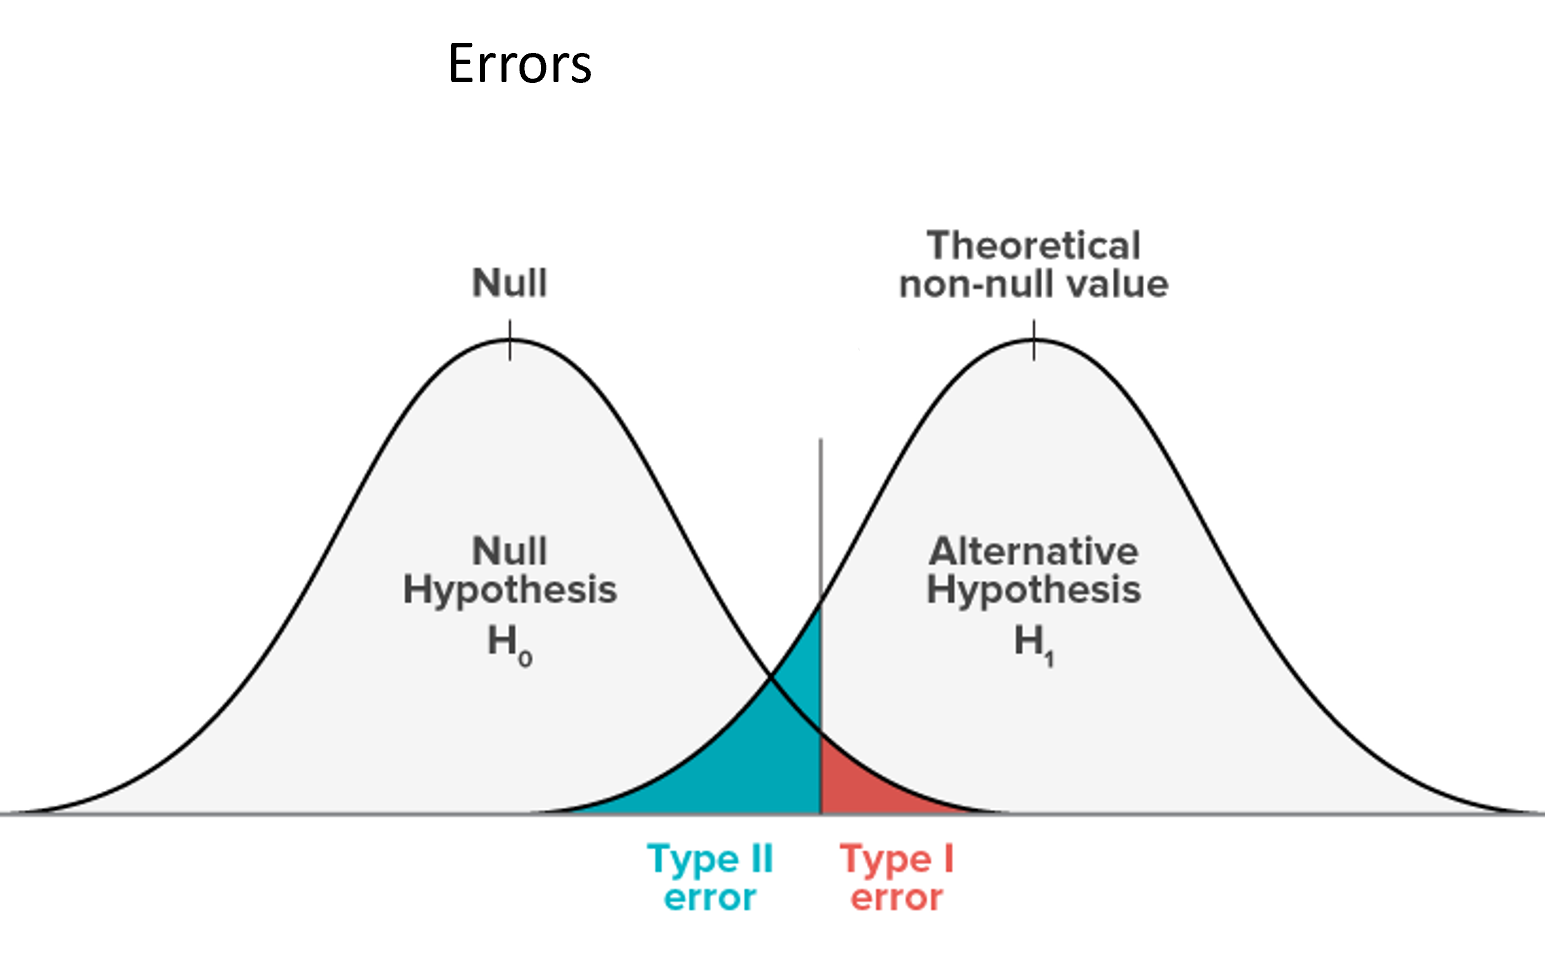 Errors
Null
Theoretical
non-null value
Null
Hypothesis
H₀
Alternative
Hypothesis
H₁
Type II
error
Type I
error